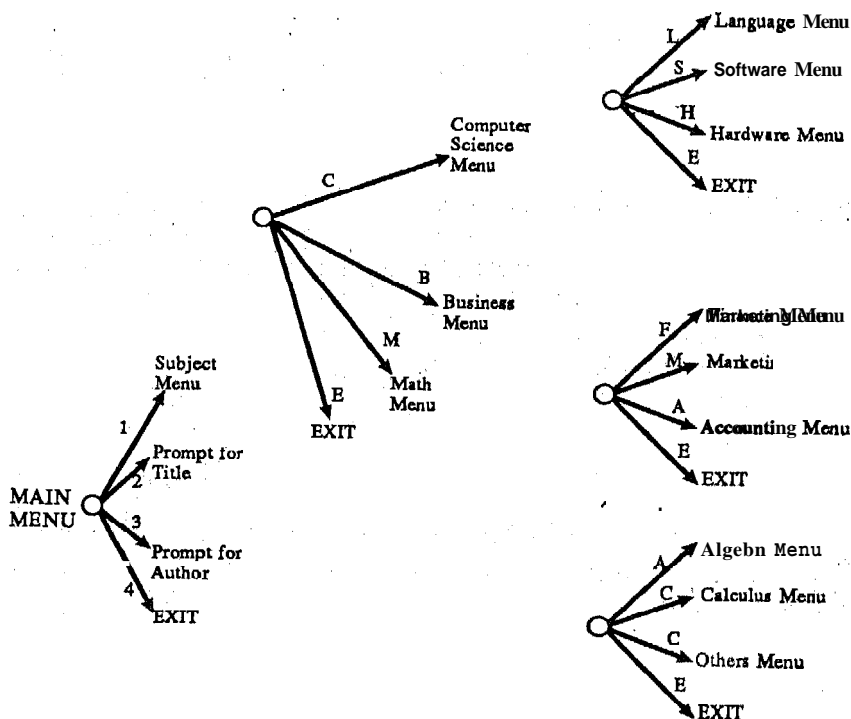 L
Language Menu
S
Software Menu
H
Hardware Menu
E
EXIT
C
Computer
Science
Menu
B
Business
Menu
M
Math
Menu
E
EXIT
F
Menu
M
Marketii
A
Accounting Menu
E
EXIT
MAIN
MENU
1
Subject
Menu
2
Prompt for
Title
3
Prompt for
Author
4
EXIT
A
Algebn Menu
C
Calculus Menu
C
Others Menu
E
EXIT